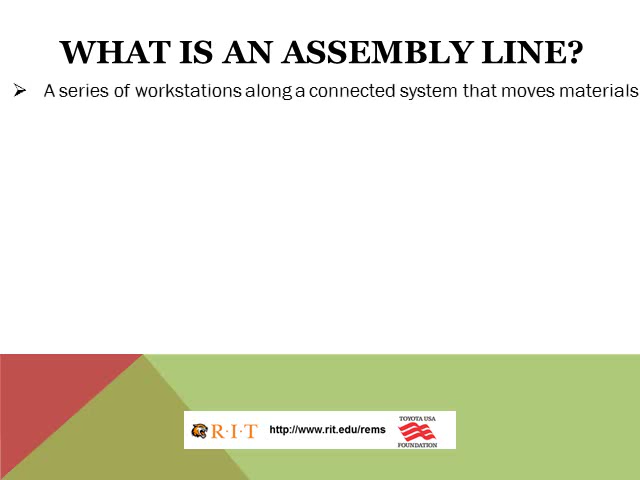 WHAT IS AN ASSEMBLY LINE?
➢ A series of workstations along a connected system that moves materials
R·I·T http://www.rit.edu/rems TOYOTA USA
FOUNDATION